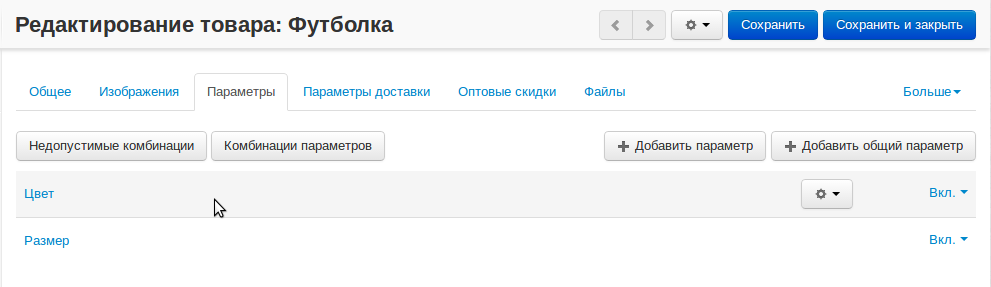 Редактирование товара: Футболка
Сохранить
Сохранить и закрыть
Общее
Изображения
Параметры
Параметры доставки
Оптовые скидки
Файлы
Больше
Недопустимые комбинации
Комбинации параметров
Добавить параметр
Добавить общий параметр
Цвет
Вкл.
Размер
Вкл.